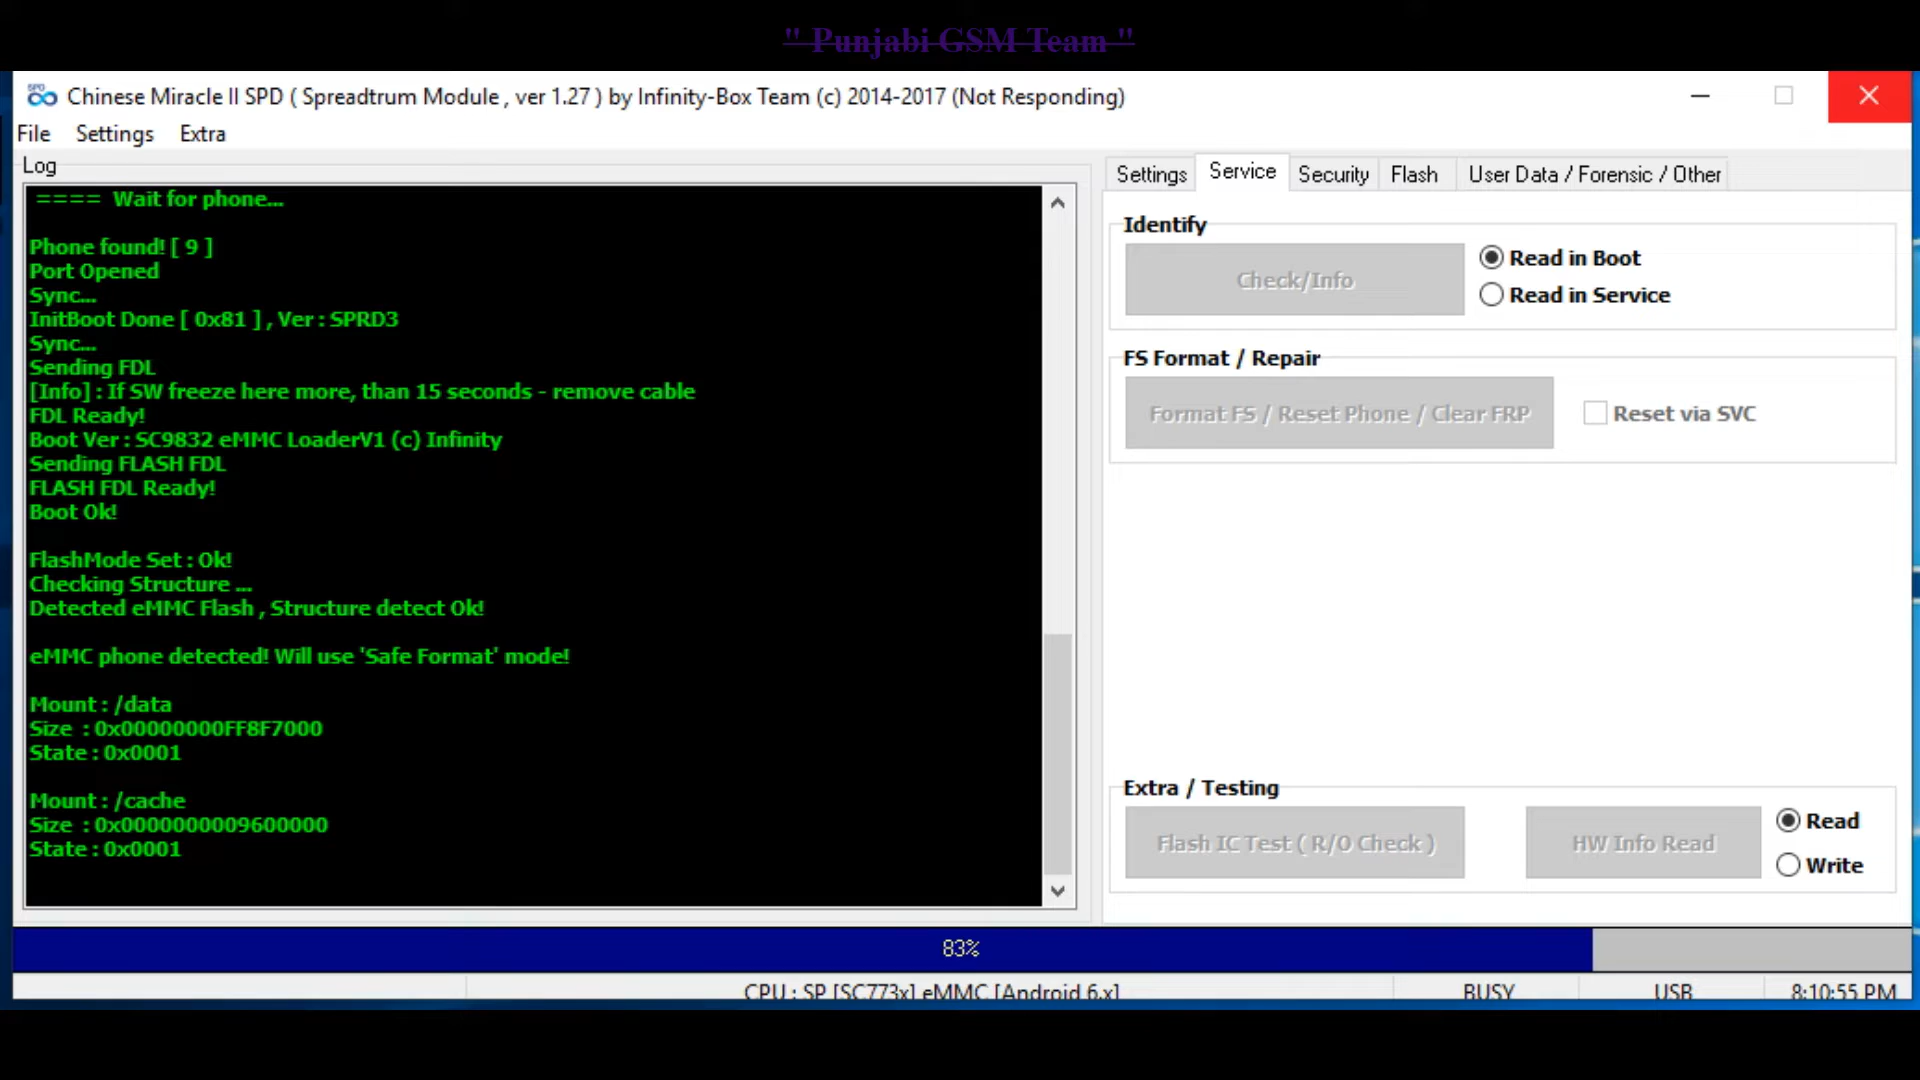 " Punjabi GSM Team "
SPD
Chinese Miracle II SPD ( Spreadtrum Module , ver 1.27 ) by Infinity-Box Team (c) 2014-2017 (Not Responding)
File Settings Extra
Log
==== Wait for phone...
Phone found! [ 9 ]
Port Opened
Sync...
InitBoot Done [ 0x81 ] , Ver : SPRD3
Sync...
Sending FDL
[Info] : If SW freeze here more, than 15 seconds - remove cable
FDL Ready!
Boot Ver : SC9832 eMMC LoaderV1 (c) Infinity
Sending FLASH FDL
FLASH FDL Ready!
Boot Ok!
FlashMode Set : Ok!
Checking Structure ...
Detected eMMC Flash , Structure detect Ok!
eMMC phone detected! Will use 'Safe Format' mode!
Mount : /data
Size : 0x00000000FF8F7000
State : 0x0001
Mount : /cache
Size : 0x0000000009600000
State : 0x0001
Settings Service Security Flash User Data / Forensic / Other
Identify
Check/Info
Read in Boot
Read in Service
FS Format / Repair
Format FS / Reset Phone / Clear FRP
Reset via SVC
Extra / Testing
Flash IC Test ( R/O Check )
HW Info Read
Read
Write
83%
CPU : SP [SC773x] eMMC [Android 6.x] BUSY USB 8:10:55 PM